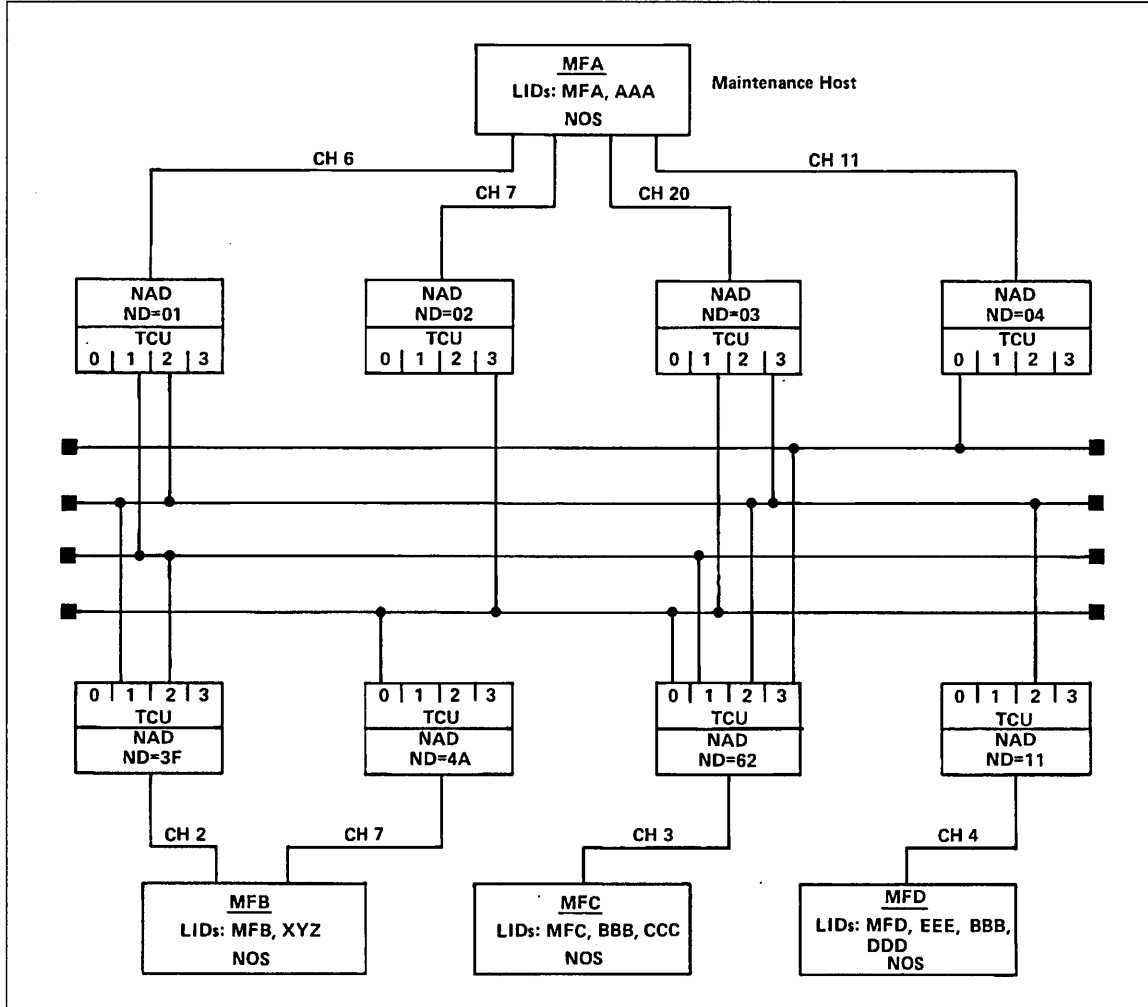 MFA
LIDs: MFA, AAA
NOS
Maintenance Host
CH 6
CH 7
CH 20
CH 11
NAD
ND=01
TCU
0 1 2 3
NAD
ND=02
TCU
0 1 2 3
NAD
ND=03
TCU
0 1 2 3
NAD
ND=04
TCU
0 1 2 3
0 1 2 3
TCU
NAD
ND=3F
0 1 2 3
TCU
NAD
ND=4A
0 1 2 3
TCU
NAD
ND=62
0 1 2 3
TCU
NAD
ND=11
CH 2
CH 7
CH 3
CH 4
MFB
LIDs: MFB, XYZ
NOS
MFC
LIDs: MFC, BBB, CCC
NOS
MFD
LIDs: MFD, EEE, BBB,
DDD
NOS